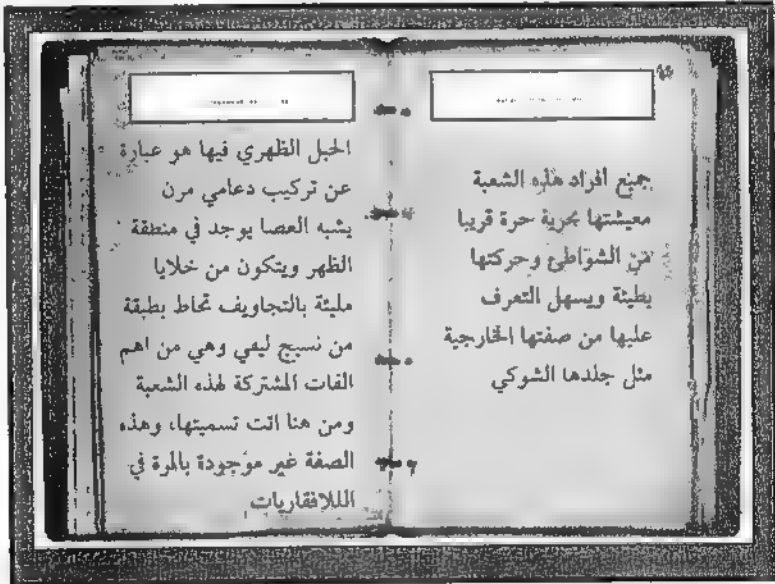 جميع أفراد هذه الشعبة
معيشتها بحرية حرة قريبا
من الشواطئ وحركتها
بطيئة ويسهل التعرف
عليها من صفتها الخارجية
مثل جلدها الشوكي
الحبل الظهري فيها هو عبارة
عن تركيب دعامي مرن
يشبه العصا يوجد في منطقة
الظهر ويتكون من خلايا
مليئة بالتجاويف تحاط بطبقة
من نسيج ليفي وهي من اهم
الفات المشتركة لهذه الشعبة
ومن هنا اتت تسميتها، وهذه
الصفة غير موجودة بالمرة في
الللافقاريات